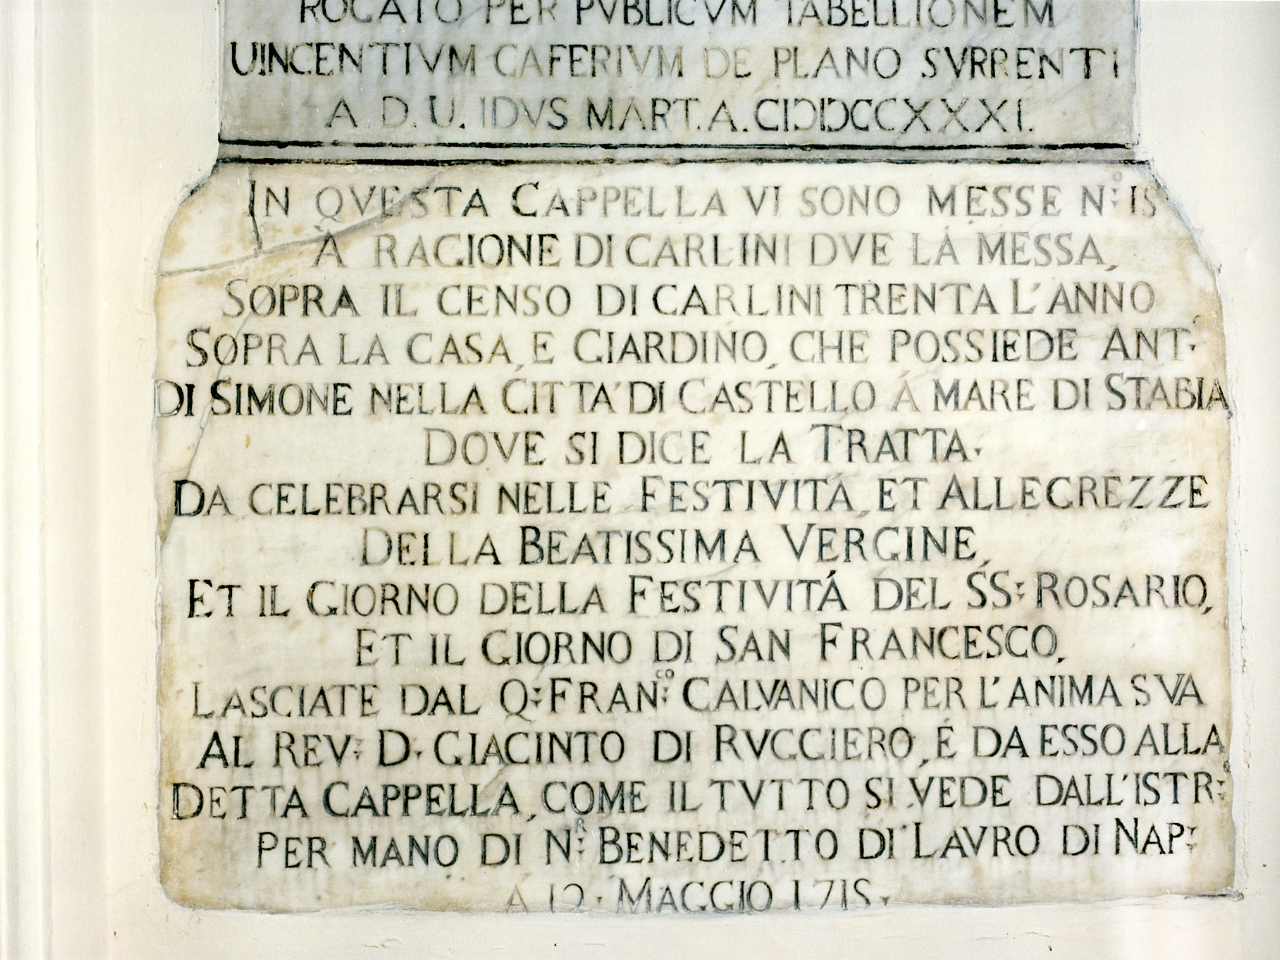 ROGATO PER PVBLICVM TABELLIONEM
UINCENTIVM CAFERIVM DE PLANO SVRRENTI
A D. U. IDVS MART. A. CIƆIƆCCXXXI.
IN QVESTA CAPPELLA VI SONO MESSE N:º 15
A RAGIONE DI CARLINI DVE LA MESSA,
SOPRA IL CENSO DI CARLINI TRENTA L'ANNO
SOPRA LA CASA, E GIARDINO, CHE POSSIEDE ANT:
DI SIMONE NELLA CITTA' DI CASTELLO A MARE DI STABIA
DOVE SI DICE LA TRATTA.
DA CELEBRARSI NELLE FESTIVITÁ, ET ALLEGREZZE
DELLA BEATISSIMA VERGINE,
ET IL GIORNO DELLA FESTIVITÁ DEL SS: ROSARIO,
ET IL GIORNO DI SAN FRANCESCO,
LASCIATE DAL Q: FRAN:co CALVANICO PER L'ANIMA SVA
AL REV: D. GIACINTO DI RVGGIERO, É DA ESSO ALLA
DETTA CAPPELLA, COME IL TVTTO SI VEDE DALL'ISTR:
PER MANO DI N:R BENEDETTO DI LAVRO DI NAP:
A 12. MAGGIO 1715.